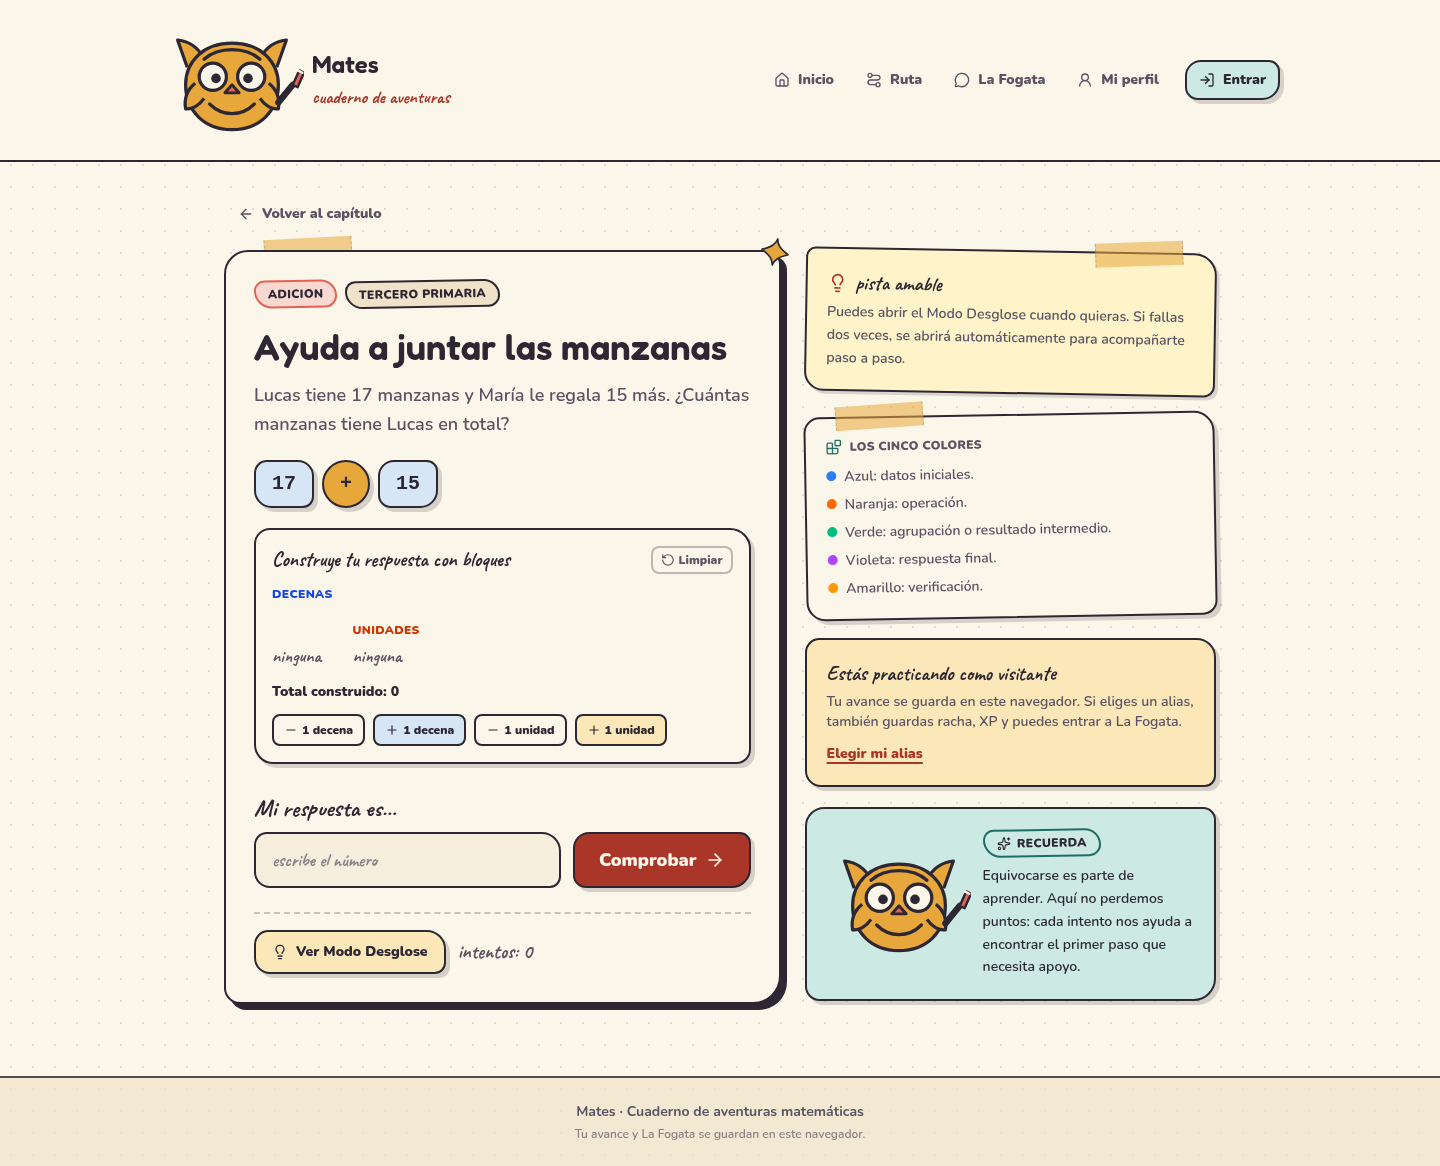 Mates
cuaderno de aventuras
Inicio
Ruta
La Fogata
Mi perfil
Entrar
Volver al capítulo
ADICION
TERCERO PRIMARIA
Ayuda a juntar las manzanas
Lucas tiene 17 manzanas y María le regala 15 más. ¿Cuántas
manzanas tiene Lucas en total?
17
+
15
Construye tu respuesta con bloques
Limpiar
DECENAS
UNIDADES
ninguna
ninguna
Total construido: 0
− 1 decena
+ 1 decena
− 1 unidad
+ 1 unidad
Mi respuesta es...
escribe el número
Comprobar
Ver Modo Desglose
intentos: 0
pista amable
Puedes abrir el Modo Desglose cuando quieras. Si fallas
dos veces, se abrirá automáticamente para acompañarte
paso a paso.
LOS CINCO COLORES
Azul: datos iniciales.
Naranja: operación.
Verde: agrupación o resultado intermedio.
Violeta: respuesta final.
Amarillo: verificación.
Estás practicando como visitante
Tu avance se guarda en este navegador. Si eliges un alias,
también guardas racha, XP y puedes entrar a La Fogata.
Elegir mi alias
RECUERDA
Equivocarse es parte de
aprender. Aquí no perdemos
puntos: cada intento nos ayuda a
encontrar el primer paso que
necesita apoyo.
Mates · Cuaderno de aventuras matemáticas
Tu avance y La Fogata se guardan en este navegador.